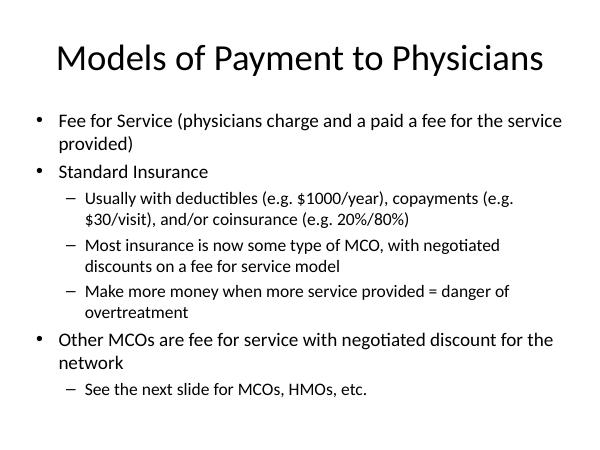 Models of Payment to Physicians
• Fee for Service (physicians charge and a paid a fee for the service
provided)
• Standard Insurance
– Usually with deductibles (e.g. $1000/year), copayments (e.g.
$30/visit), and/or coinsurance (e.g. 20%/80%)
– Most insurance is now some type of MCO, with negotiated
discounts on a fee for service model
– Make more money when more service provided = danger of
overtreatment
• Other MCOs are fee for service with negotiated discount for the
network
– See the next slide for MCOs, HMOs, etc.